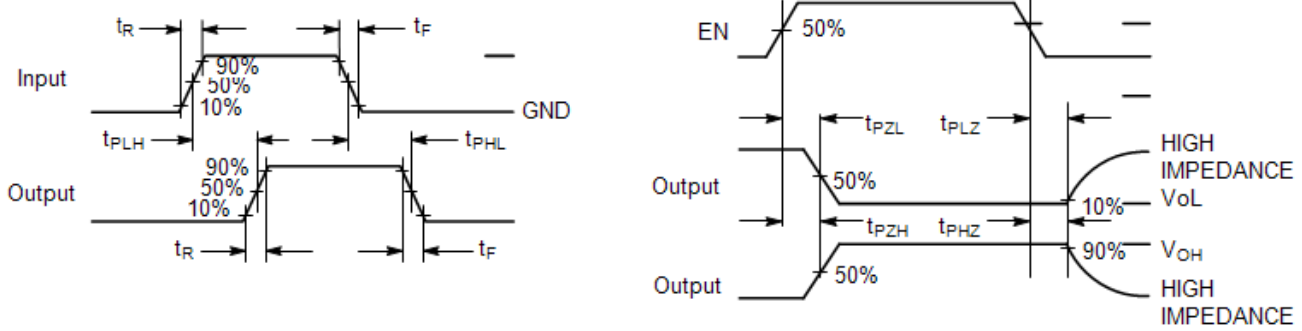 tR
tF
Input
90%
50%
10%
GND
tPLH
tPHL
Output
90%
50%
10%
tR
tF
EN
50%
tPZL
tPLZ
Output
50%
HIGH
IMPEDANCE
10%
VoL
tPZH
tPHZ
Output
50%
90%
VOH
HIGH
IMPEDANCE